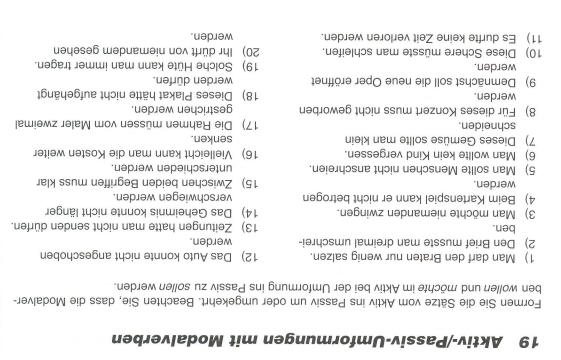 19 Aktiv-/Passiv-Umformungen mit Modalverben
Formen Sie die Sätze vom Aktiv ins Passiv um oder umgekehrt. Beachten Sie, dass die Modalver-
ben wollen und möchte im Aktiv bei der Umformung ins Passiv zu sollen werden.
1) Man darf den Braten nur wenig salzen.
2) Den Brief musste man dreimal umschrei-
ben.
3) Man möchte niemanden zwingen.
4) Beim Kartenspiel kann er nicht betrogen
werden.
5) Man sollte Menschen nicht anschreien.
6) Man wollte kein Kind vergessen.
7) Dieses Gemüse sollte man klein
schneiden.
8) Für dieses Konzert muss nicht geworben
werden.
9) Demnächst soll die neue Oper eröffnet
werden.
10) Diese Schere müsste man schleifen.
11) Es durfte keine Zeit verloren werden.
12) Das Auto konnte nicht angeschoben
werden.
13) Zeitungen hatte man nicht senden dürfen.
14) Das Geheimnis konnte nicht länger
verschwiegen werden.
15) Zwischen beiden Begriffen muss klar
unterschieden werden.
16) Vielleicht kann man die Kosten weiter
senken.
17) Die Rahmen müssen vom Maler zweimal
gestrichen werden.
18) Dieses Plakat hätte nicht aufgehängt
werden dürfen.
19) Solche Hüte kann man immer tragen.
20) Ihr dürft von niemandem gesehen
werden.